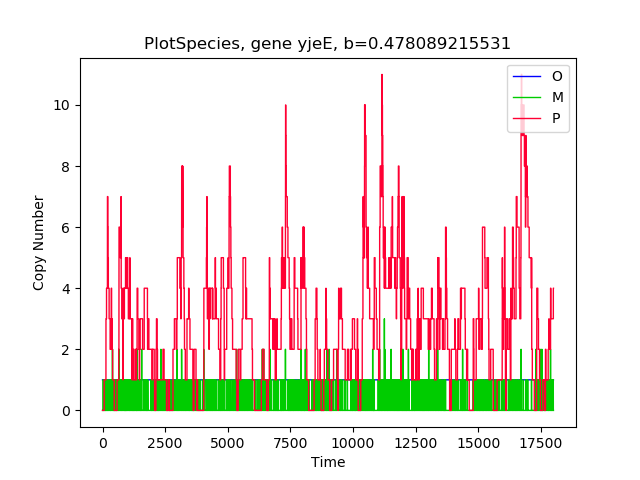 PlotSpecies, gene yjeE, b=0.478089215531
O
M
P
10
8
6
4
2
0
Copy Number
0 2500 5000 7500 10000 12500 15000 17500
Time